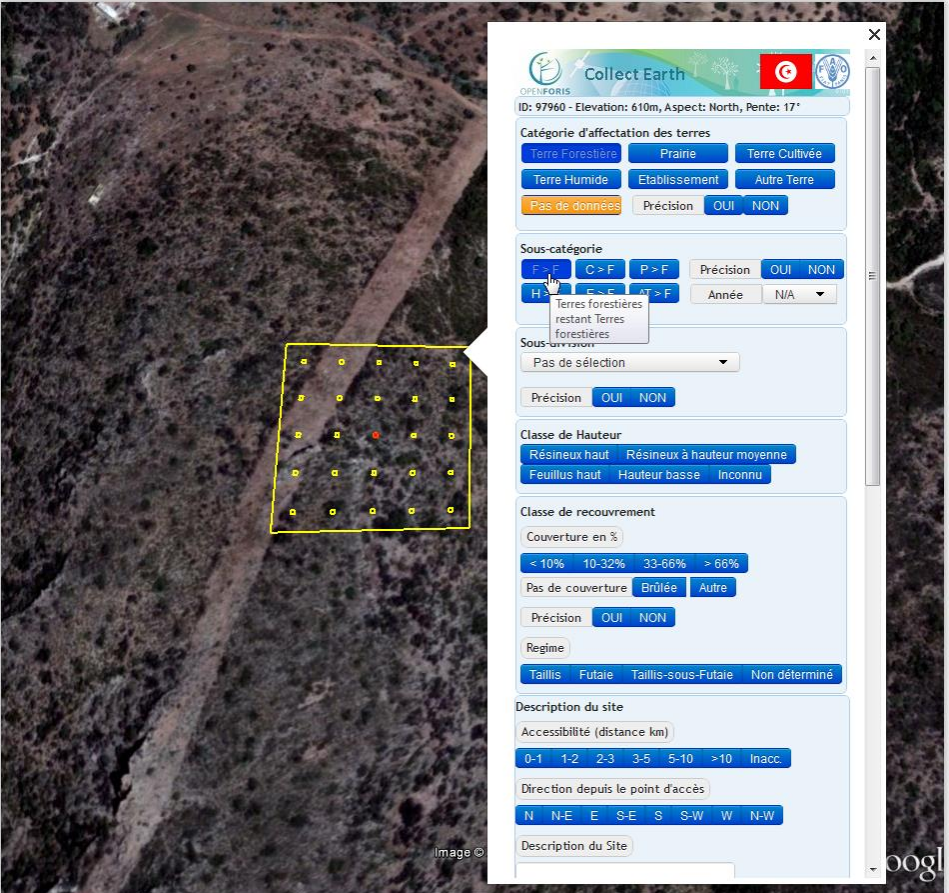 OPENFORIS
Collect Earth
FAO
ID: 97960 - Elevation: 610m, Aspect: North, Pente: 17°
Catégorie d'affectation des terres
Terre Forestière Prairie Terre Cultivée
Terre Humide Etablissement Autre Terre
Pas de données Précision OUI NON
Sous-catégorie
F > F C > F P > F Précision OUI NON
H > AT > F Année N/A
Terres forestières
restant Terres
forestières
Sous-division
Pas de sélection
Précision OUI NON
Classe de Hauteur
Résineux haut Résineux à hauteur moyenne
Feuillus haut Hauteur basse Inconnu
Classe de recouvrement
Couverture en %
< 10% 10-32% 33-66% > 66%
Pas de couverture Brûlée Autre
Précision OUI NON
Regime
Taillis Futaie Taillis-sous-Futaie Non déterminé
Description du site
Accessibilité (distance km)
0-1 1-2 2-3 3-5 5-10 >10 Inacc.
Direction depuis le point d'accès
N N-E E S-E S S-W W N-W
Description du Site
Image ©
oogl